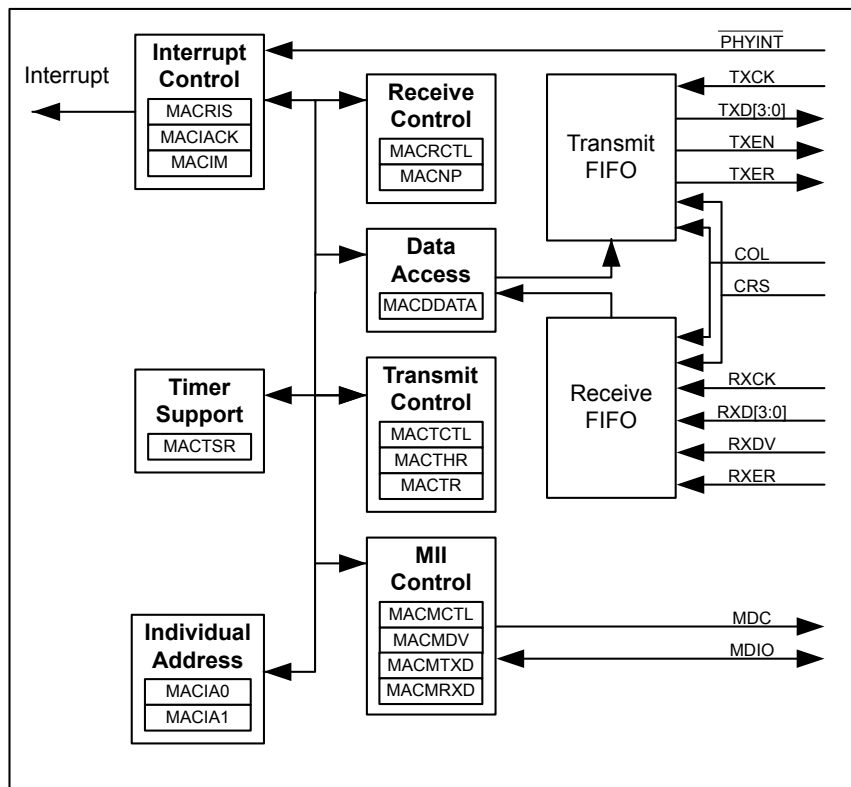 Interrupt
Interrupt
Control
MACRIS
MACIACK
MACIM
Receive
Control
MACRCTL
MACNP
Data
Access
MACDDATA
Timer
Support
MACTSR
Transmit
Control
MACTCTL
MACTHR
MACTR
Individual
Address
MACIA0
MACIA1
MII
Control
MACMCTL
MACMDV
MACMTXD
MACMRXD
Transmit
FIFO
Receive
FIFO
PHYINT
TXCK
TXD[3:0]
TXEN
TXER
COL
CRS
RXCK
RXD[3:0]
RXDV
RXER
MDC
MDIO